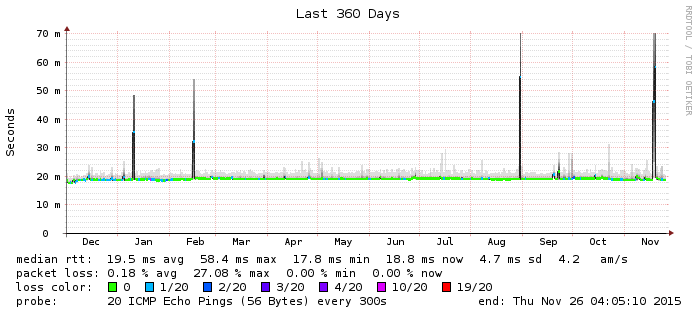 Last 360 Days
RRDTOOL / TOBI OETIKER
Seconds
70 m
60 m
50 m
40 m
30 m
20 m
10 m
0
Dec Jan Feb Mar Apr May Jun Jul Aug Sep Oct Nov
median rtt: 19.5 ms avg 58.4 ms max 17.8 ms min 18.8 ms now 4.7 ms sd 4.2 am/s
packet loss: 0.18 % avg 27.08 % max 0.00 % min 0.00 % now
loss color: 0 1/20 2/20 3/20 4/20 10/20 19/20
probe: 20 ICMP Echo Pings (56 Bytes) every 300s end: Thu Nov 26 04:05:10 2015